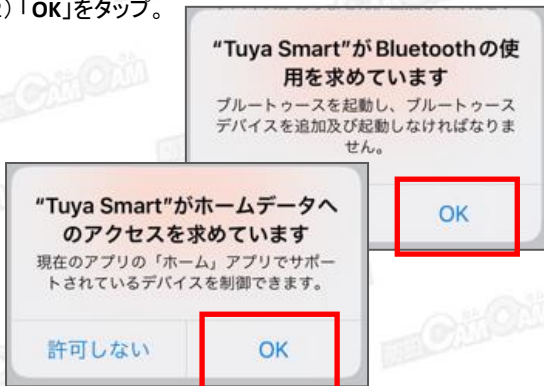 2) 「OK」をタップ。
“Tuya Smart”がBluetoothの使
用を求めています
ブルートゥースを起動し、ブルートゥース
デバイスを追加及び起動しなければなりま
せん。
OK
“Tuya Smart”がホームデータへ
のアクセスを求めています
現在のアプリの「ホーム」アプリでサポー
トされているデバイスを制御できます。
許可しない
OK
CAMCAM
CAMCAM